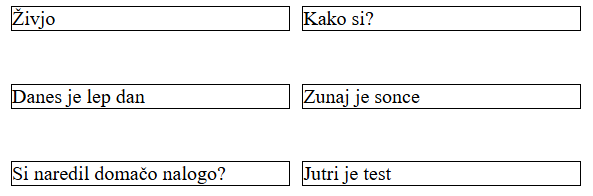 Živjo
Kako si?
Danes je lep dan
Zunaj je sonce
Si naredil domačo nalogo?
Jutri je test